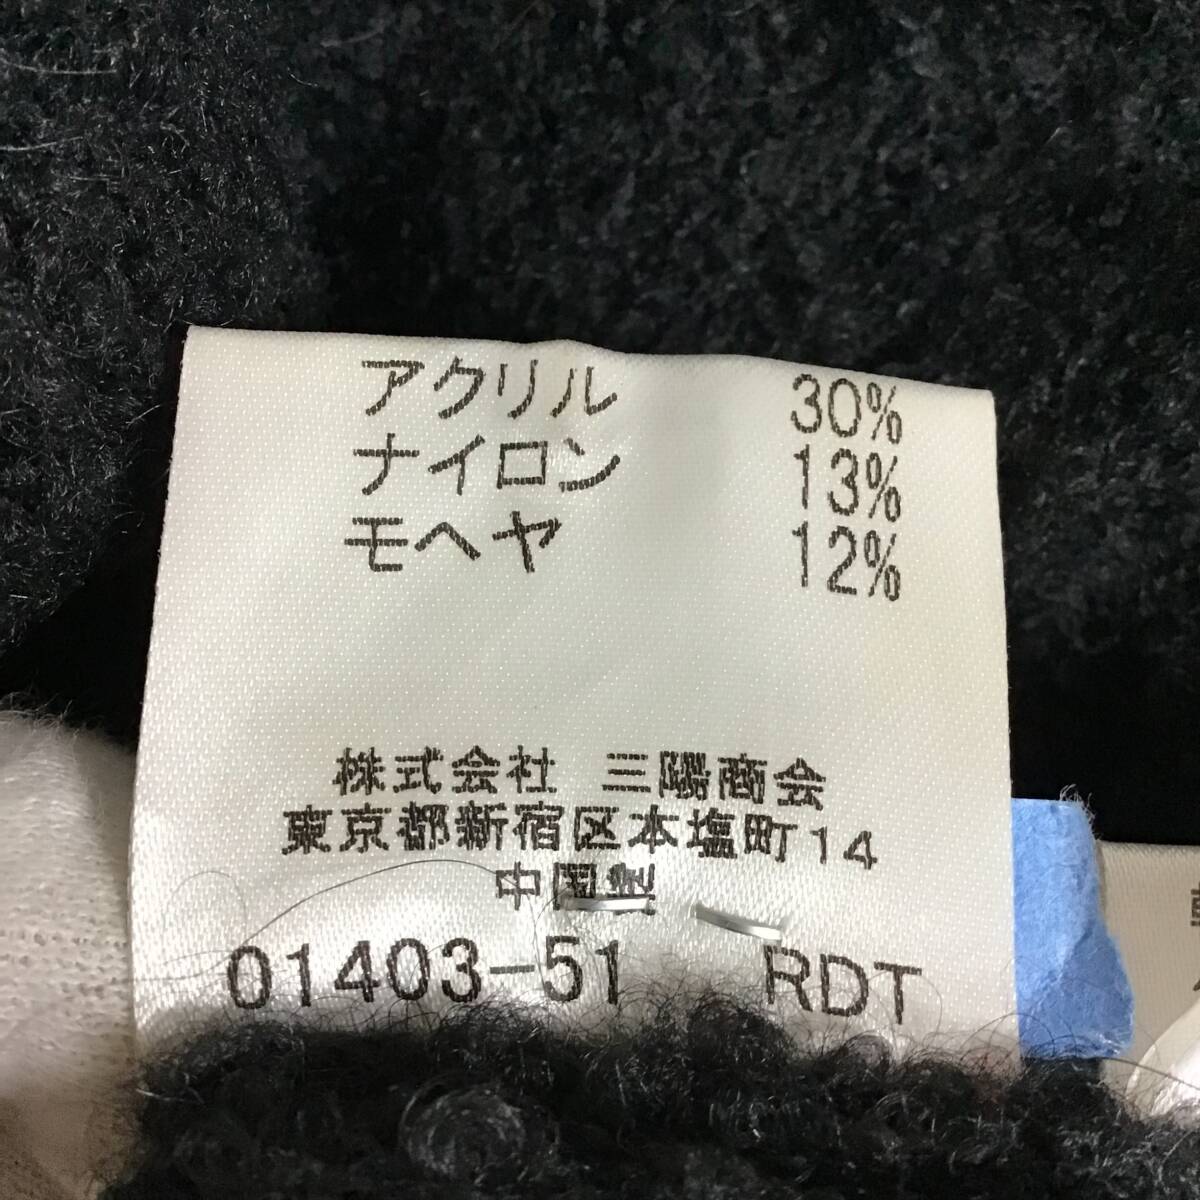 アクリル 30%
ナイロン 13%
モヘヤ 12%
株式会社 三陽商会
東京都新宿区本塩町14
中国製
01403-51 RDT